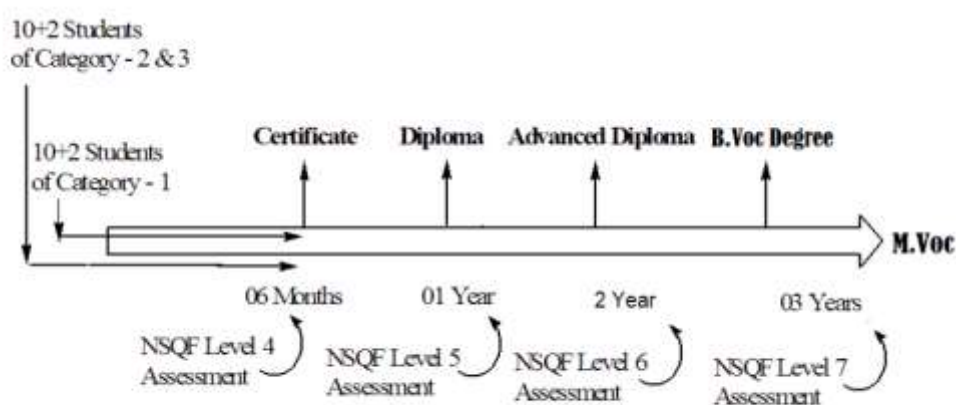 10+2 Students
of Category - 2 & 3
10+2 Students
of Category - 1
Certificate
Diploma
Advanced Diploma
B.Voc Degree
M.Voc
06 Months
01 Year
2 Year
03 Years
NSQF Level 4
Assessment
NSQF Level 5
Assessment
NSQF Level 6
Assessment
NSQF Level 7
Assessment